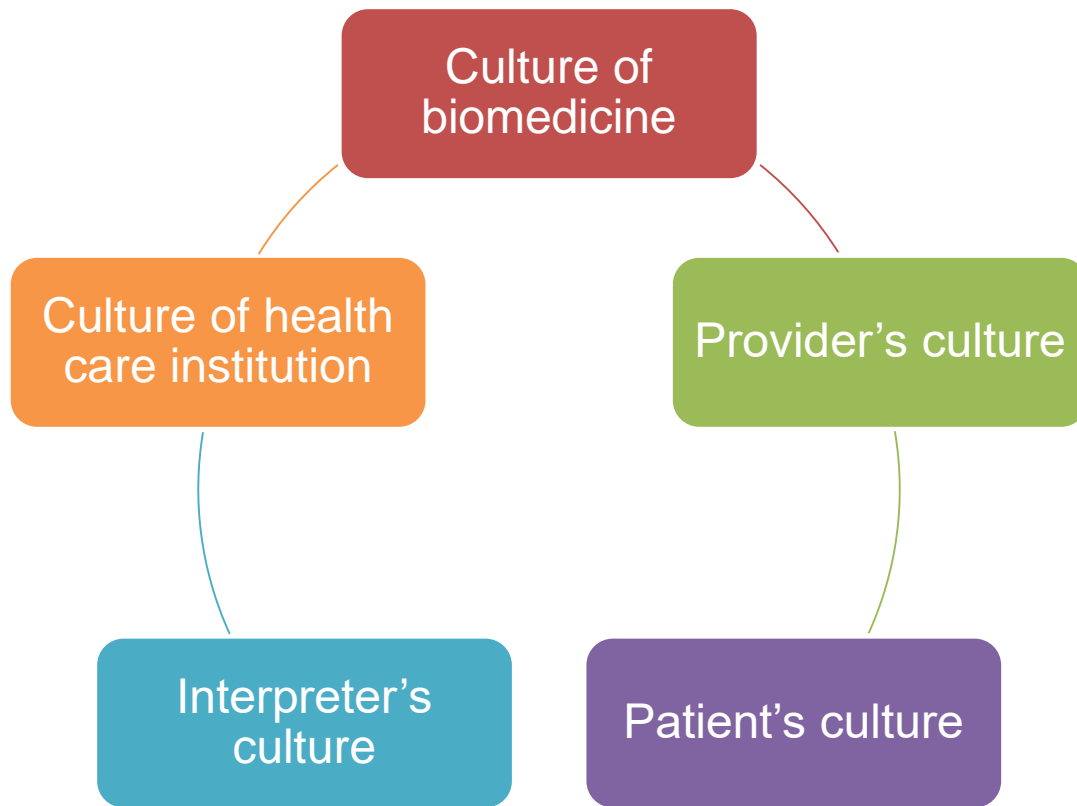 Culture of
biomedicine
Culture of health
care institution
Provider’s culture
Interpreter’s
culture
Patient’s culture